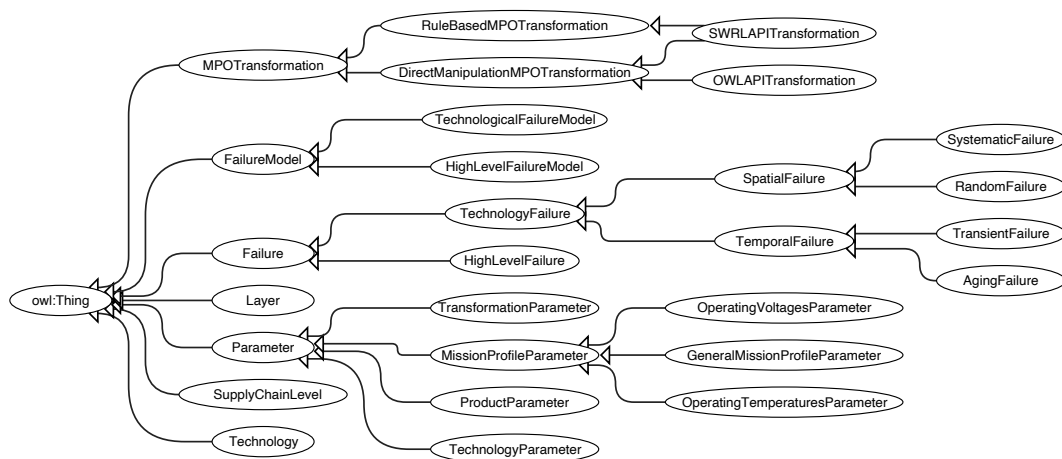 RuleBasedMPOTransformation
SWRLAPITransformation
MPOTransformation
DirectManipulationMPOTransformation
OWLAPITransformation
TechnologicalFailureModel
SystematicFailure
FailureModel
HighLevelFailureModel
SpatialFailure
RandomFailure
TechnologyFailure
TransientFailure
Failure
TemporalFailure
HighLevelFailure
AgingFailure
owl:Thing
Layer
TransformationParameter
OperatingVoltagesParameter
Parameter
MissionProfileParameter
GeneralMissionProfileParameter
SupplyChainLevel
ProductParameter
OperatingTemperaturesParameter
Technology
TechnologyParameter